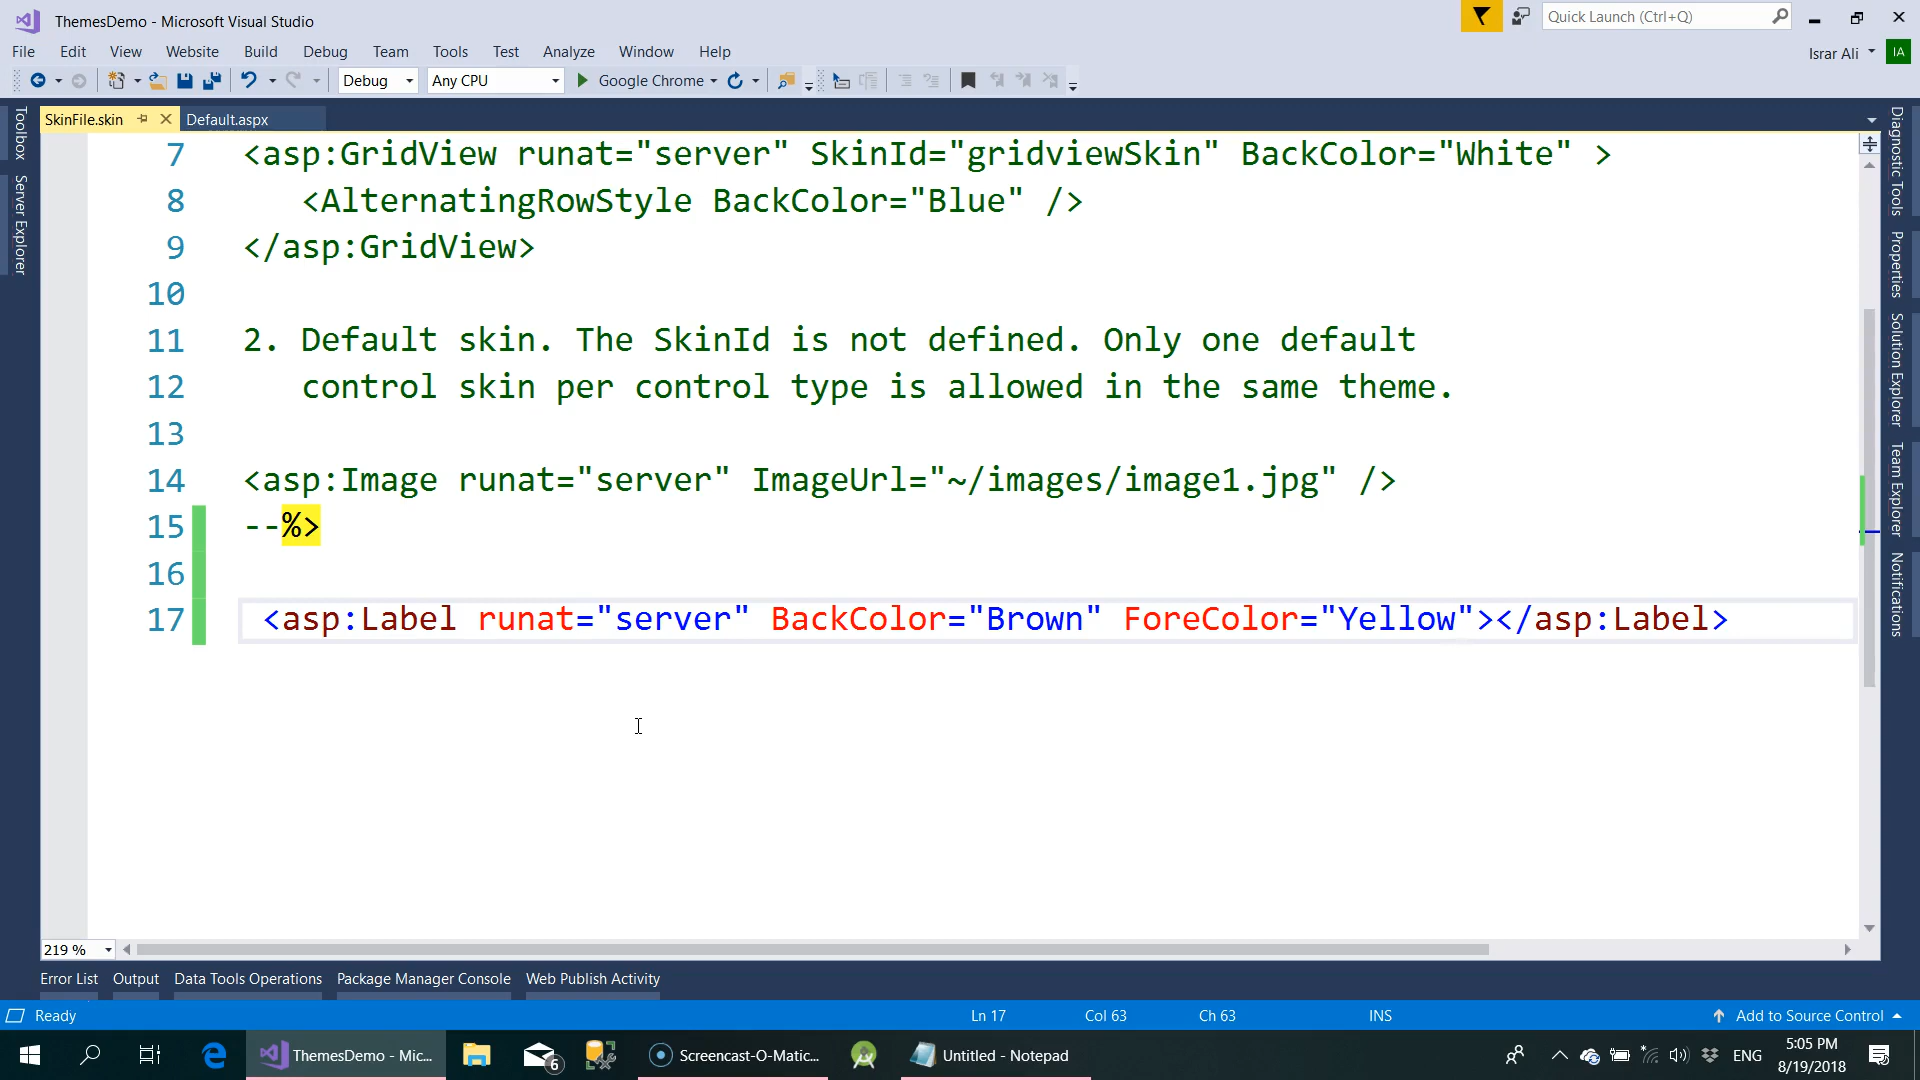 ThemesDemo - Microsoft Visual Studio
Quick Launch (Ctrl+Q)
File Edit View Website Build Debug Team Tools Test Analyze Window Help
Israr Ali IA
Debug Any CPU Google Chrome
SkinFile.skin Default.aspx
Toolbox
Server Explorer
7 <asp:GridView runat="server" SkinId="gridviewSkin" BackColor="White" >
8 <AlternatingRowStyle BackColor="Blue" />
9 </asp:GridView>
10
11 2. Default skin. The SkinId is not defined. Only one default
12 control skin per control type is allowed in the same theme.
13
14 <asp:Image runat="server" ImageUrl="~/images/image1.jpg" />
15 --%>
16
17 <asp:Label runat="server" BackColor="Brown" ForeColor="Yellow"></asp:Label>
Diagnostic Tools
Properties
Solution Explorer
Team Explorer
Notifications
219 %
Error List Output Data Tools Operations Package Manager Console Web Publish Activity
Ready Ln 17 Col 63 Ch 63 INS Add to Source Control
ThemesDemo - Mic... 6 Screencast-O-Matic... Untitled - Notepad ENG
5:05 PM
8/19/2018